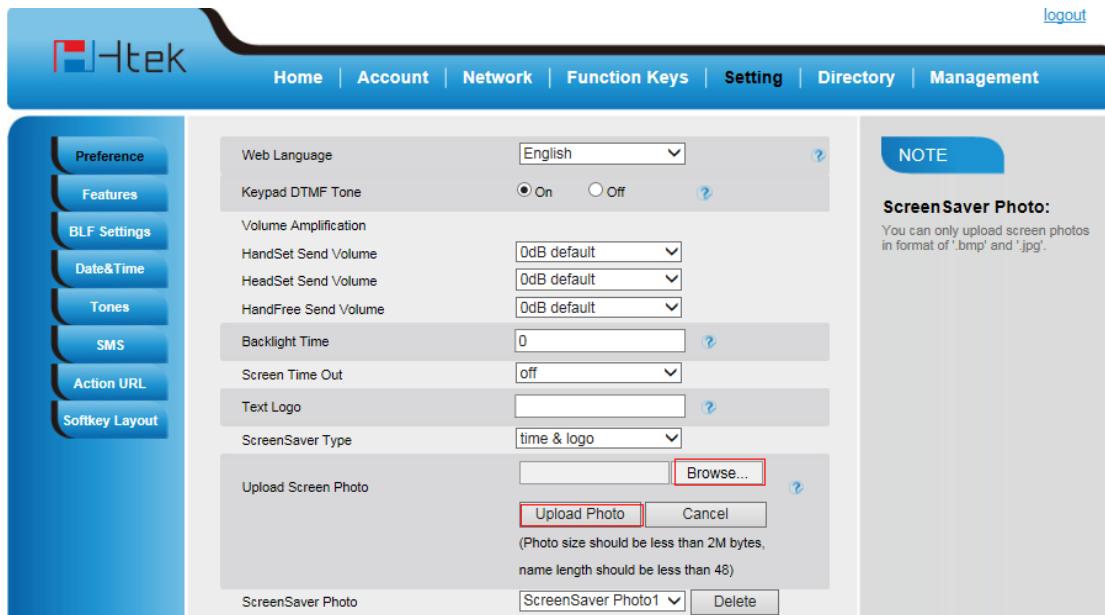 logout
Htek
Home Account Network Function Keys Setting Directory Management
Preference
Features
BLF Settings
Date&Time
Tones
SMS
Action URL
Softkey Layout
Web Language English
Keypad DTMF Tone On Off
Volume Amplification
HandSet Send Volume 0dB default
HeadSet Send Volume 0dB default
HandFree Send Volume 0dB default
Backlight Time 0
Screen Time Out off
Text Logo
ScreenSaver Type time & logo
Upload Screen Photo Browse...
Upload Photo Cancel
(Photo size should be less than 2M bytes,
name length should be less than 48)
ScreenSaver Photo ScreenSaver Photo1 Delete
NOTE
ScreenSaver Photo:
You can only upload screen photos
in format of '.bmp' and '.jpg'.